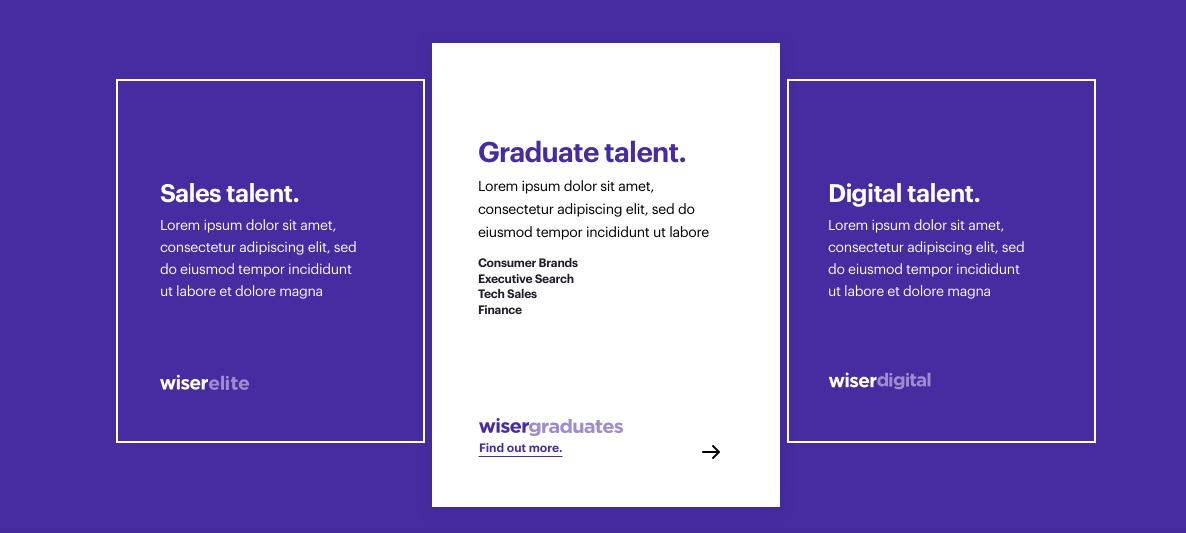 Sales talent.
Lorem ipsum dolor sit amet,
consectetur adipiscing elit, sed
do eiusmod tempor incididunt
ut labore et dolore magna
wiserelite
Graduate talent.
Lorem ipsum dolor sit amet,
consectetur adipiscing elit, sed do
eiusmod tempor incididunt ut labore
Consumer Brands
Executive Search
Tech Sales
Finance
wisergraduates
Find out more.
Digital talent.
Lorem ipsum dolor sit amet,
consectetur adipiscing elit, sed
do eiusmod tempor incididunt
ut labore et dolore magna
wiserdigital